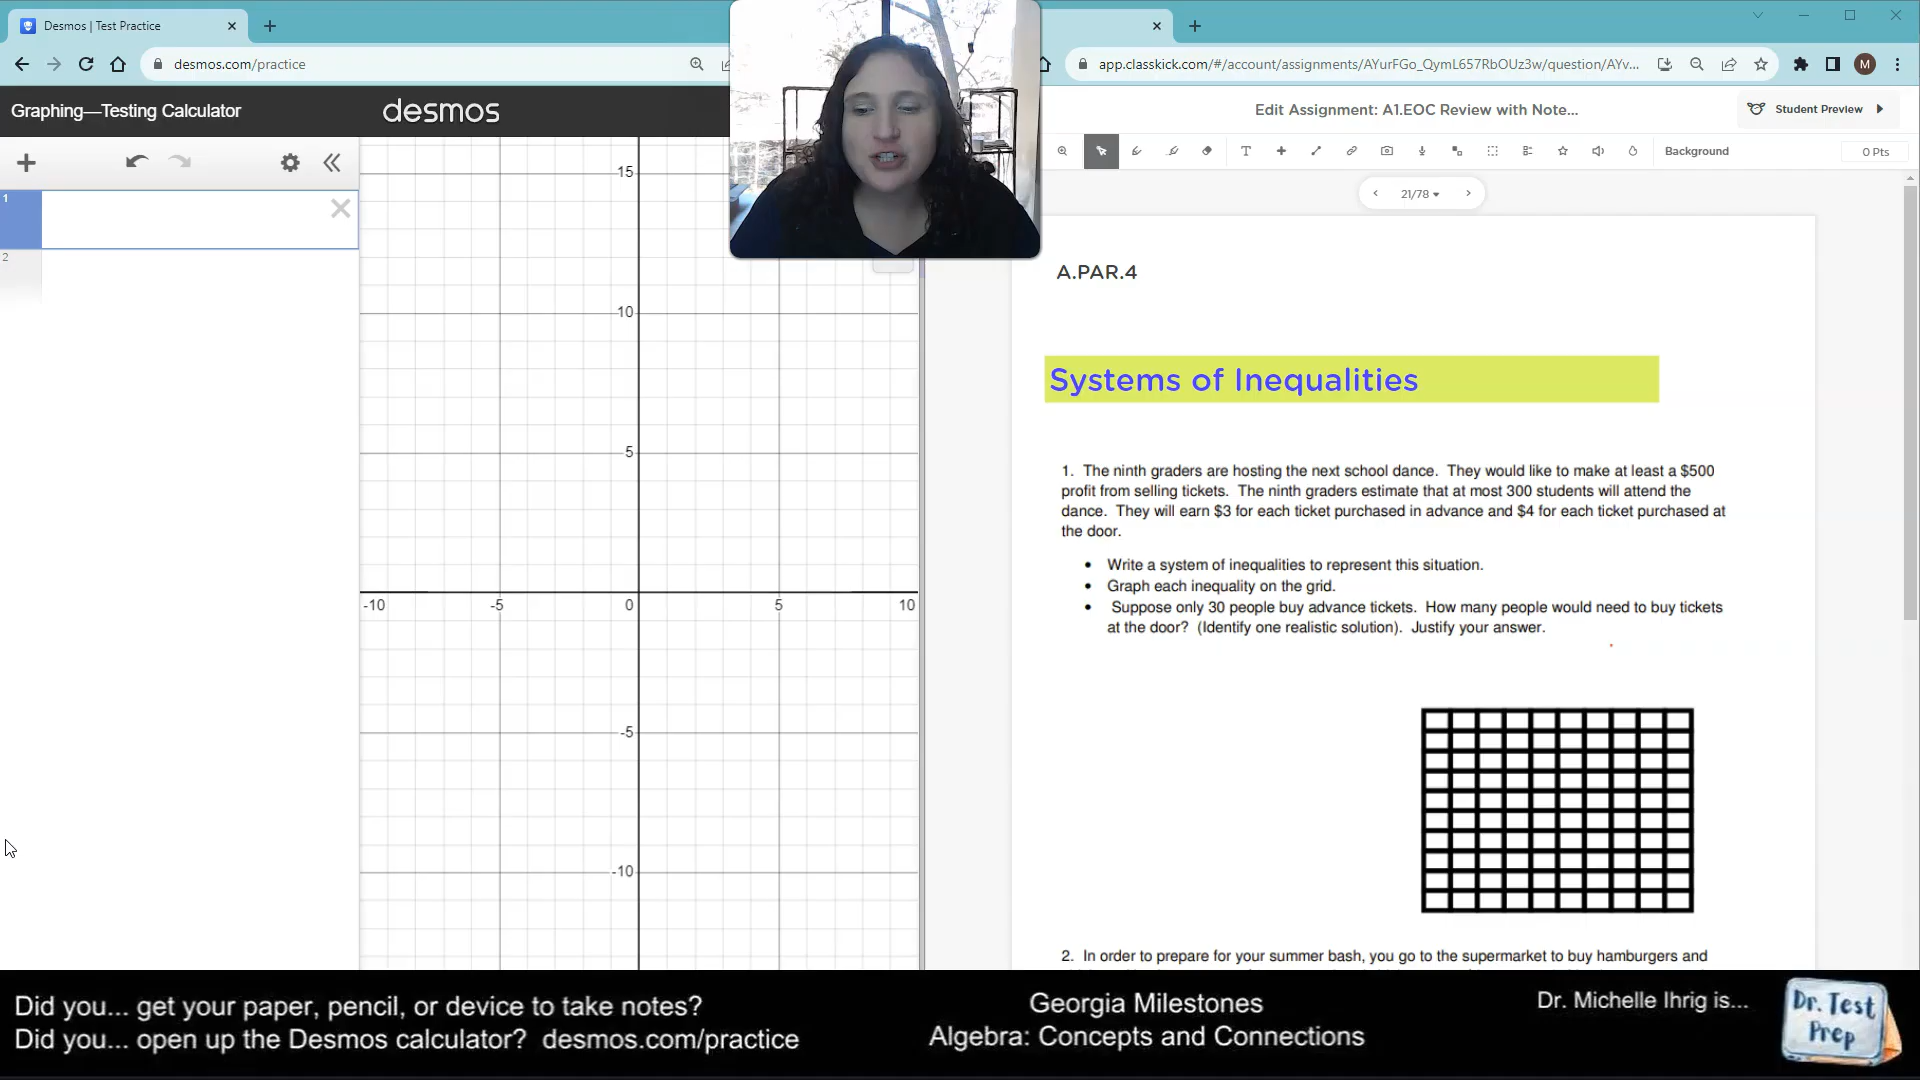 Desmos | Test Practice
desmos.com/practice
app.classkick.com/#/account/assignments/AYurFGo_QymL657RbOUz3w/question/AYv...
M
Graphing—Testing Calculator
desmos
Edit Assignment: A1.EOC Review with Note...
Student Preview
T
Background
0 Pts
21/78
1
2
15
10
5
-10
-5
0
5
10
-5
-10
A.PAR.4
Systems of Inequalities
1. The ninth graders are hosting the next school dance. They would like to make at least a $500
profit from selling tickets. The ninth graders estimate that at most 300 students will attend the
dance. They will earn $3 for each ticket purchased in advance and $4 for each ticket purchased at
the door.
• Write a system of inequalities to represent this situation.
• Graph each inequality on the grid.
• Suppose only 30 people buy advance tickets. How many people would need to buy tickets
at the door? (Identify one realistic solution). Justify your answer.
2. In order to prepare for your summer bash, you go to the supermarket to buy hamburgers and
Did you... get your paper, pencil, or device to take notes?
Did you... open up the Desmos calculator? desmos.com/practice
Georgia Milestones
Algebra: Concepts and Connections
Dr. Michelle Ihrig is...
Dr. Test
Prep